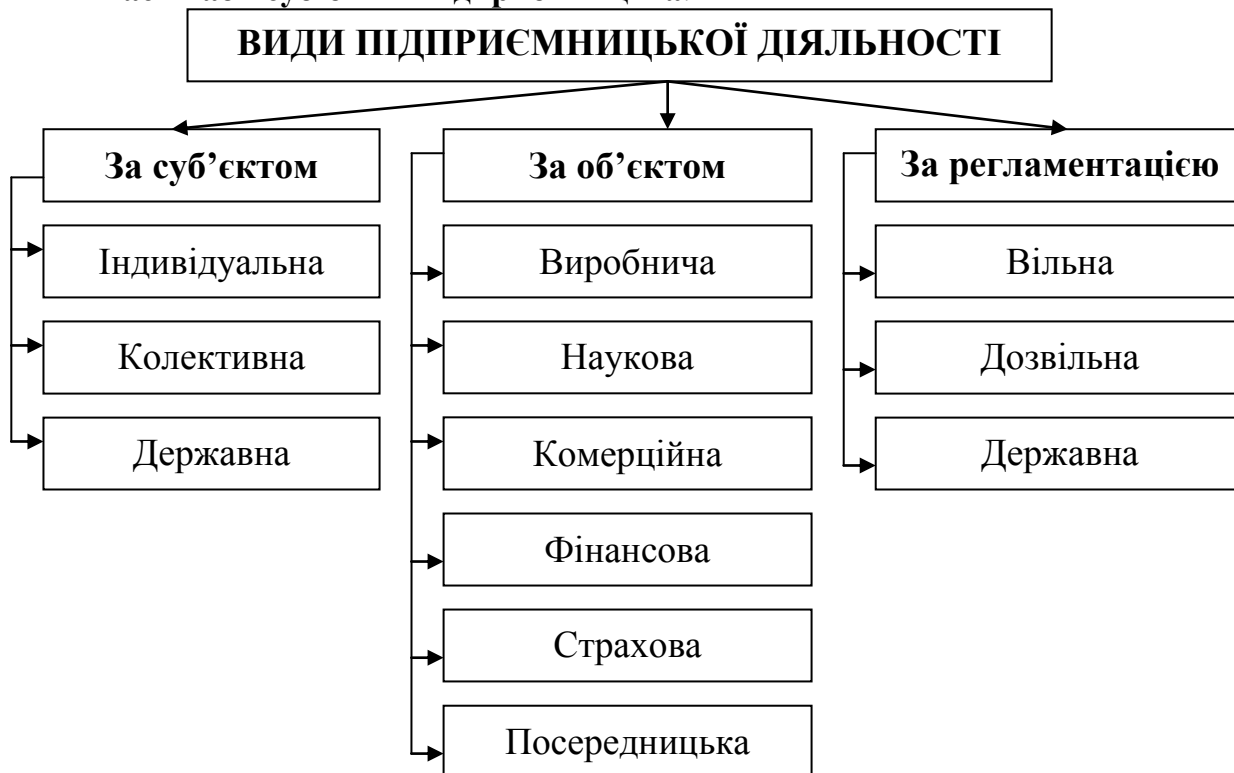 ВИДИ ПІДПРИЄМНИЦЬКОЇ ДІЯЛЬНОСТІ
За суб’єктом
Індивідуальна
Колективна
Державна
За об’єктом
Виробнича
Наукова
Комерційна
Фінансова
Страхова
Посередницька
За регламентацією
Вільна
Дозвільна
Державна